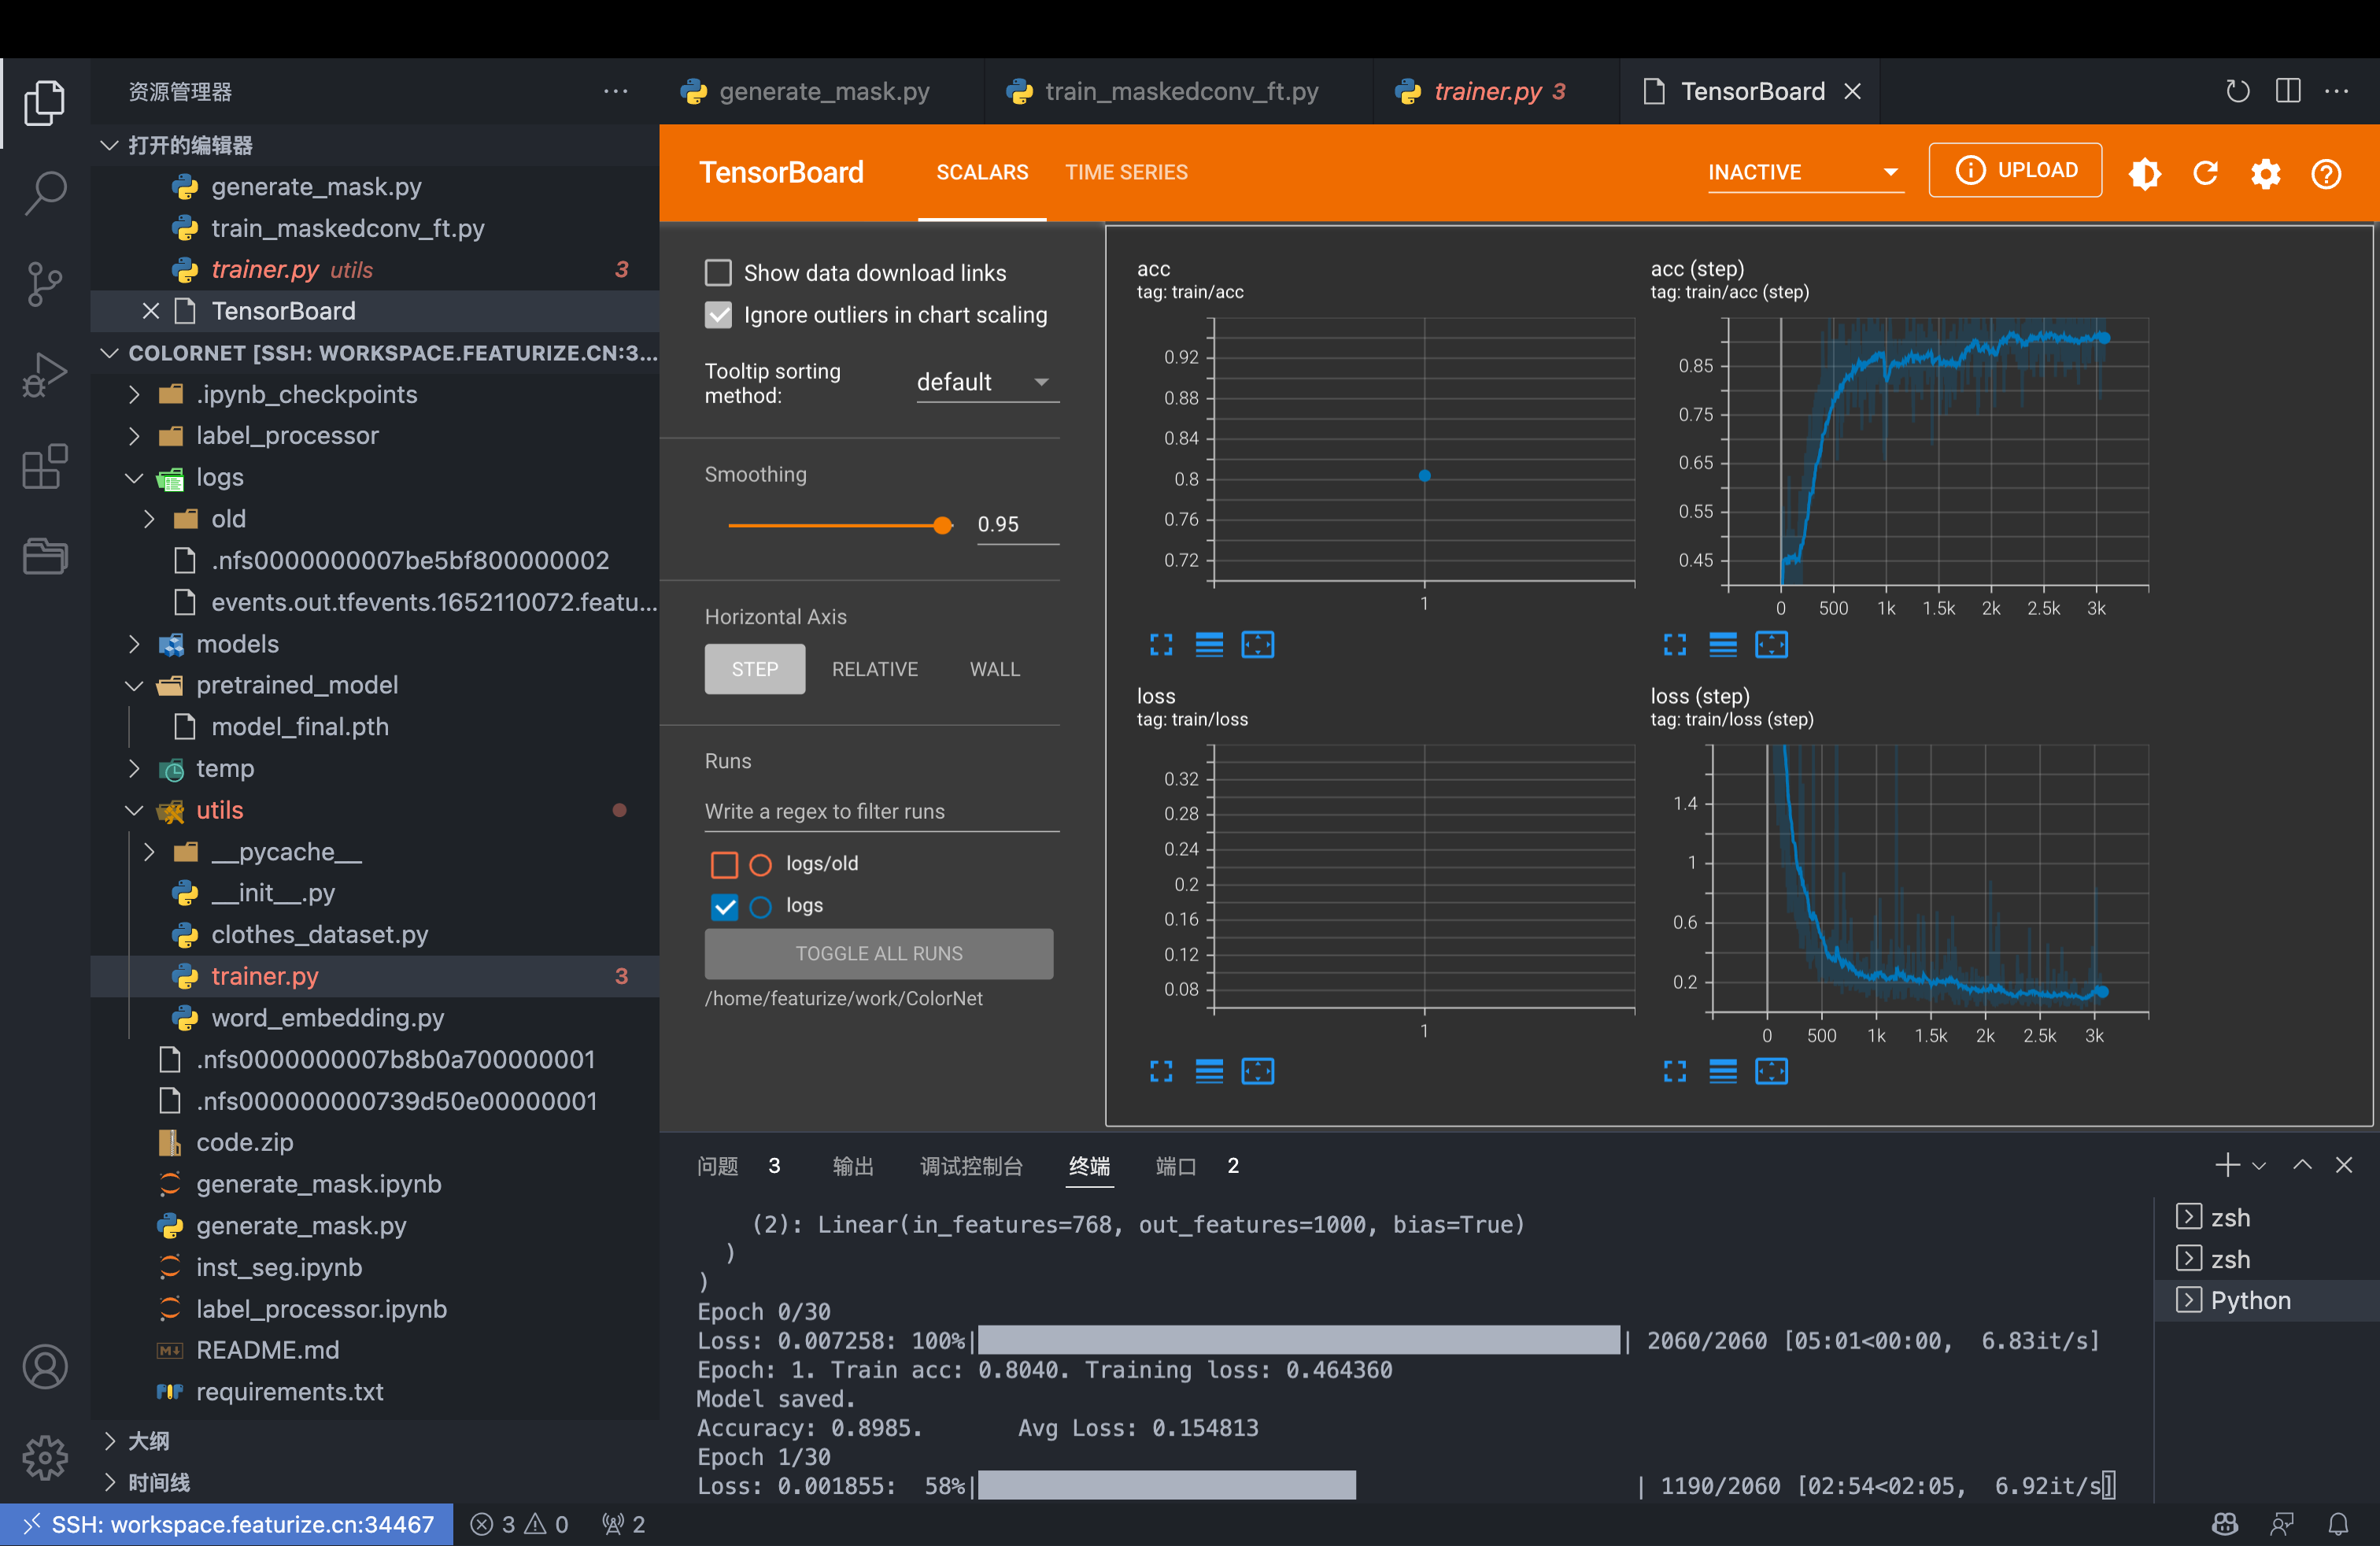 资源管理器
打开的编辑器
generate_mask.py
train_maskedconv_ft.py
trainer.py utils 3
TensorBoard
COLORNET [SSH: WORKSPACE.FEATURIZE.CN:3...
.ipynb_checkpoints
label_processor
logs
old
.nfs0000000007be5bf800000002
events.out.tfevents.1652110072.featu...
models
pretrained_model
model_final.pth
temp
utils
__pycache__
__init__.py
clothes_dataset.py
trainer.py 3
word_embedding.py
.nfs0000000007b8b0a700000001
.nfs000000000739d50e00000001
code.zip
generate_mask.ipynb
generate_mask.py
inst_seg.ipynb
label_processor.ipynb
README.md
requirements.txt
大纲
时间线
generate_mask.py
train_maskedconv_ft.py
trainer.py 3
TensorBoard
TensorBoard
SCALARS
TIME SERIES
INACTIVE
UPLOAD
Show data download links
Ignore outliers in chart scaling
Tooltip sorting
method:
default
Smoothing
0.95
Horizontal Axis
STEP
RELATIVE
WALL
Runs
Write a regex to filter runs
logs/old
logs
TOGGLE ALL RUNS
/home/featurize/work/ColorNet
acc
tag: train/acc
0.92
0.88
0.84
0.8
0.76
0.72
1
acc (step)
tag: train/acc (step)
0.85
0.75
0.65
0.55
0.45
0 500 1k 1.5k 2k 2.5k 3k
loss
tag: train/loss
0.32
0.28
0.24
0.2
0.16
0.12
0.08
1
loss (step)
tag: train/loss (step)
1.4
1
0.6
0.2
0 500 1k 1.5k 2k 2.5k 3k
问题 3 输出 调试控制台 终端 端口 2
(2): Linear(in_features=768, out_features=1000, bias=True)
)
)
Epoch 0/30
Loss: 0.007258: 100%| | 2060/2060 [05:01<00:00, 6.83it/s]
Epoch: 1. Train acc: 0.8040. Training loss: 0.464360
Model saved.
Accuracy: 0.8985. Avg Loss: 0.154813
Epoch 1/30
Loss: 0.001855: 58%| | 1190/2060 [02:54<02:05, 6.92it/s]
zsh
zsh
Python
SSH: workspace.featurize.cn:34467
3 0
2